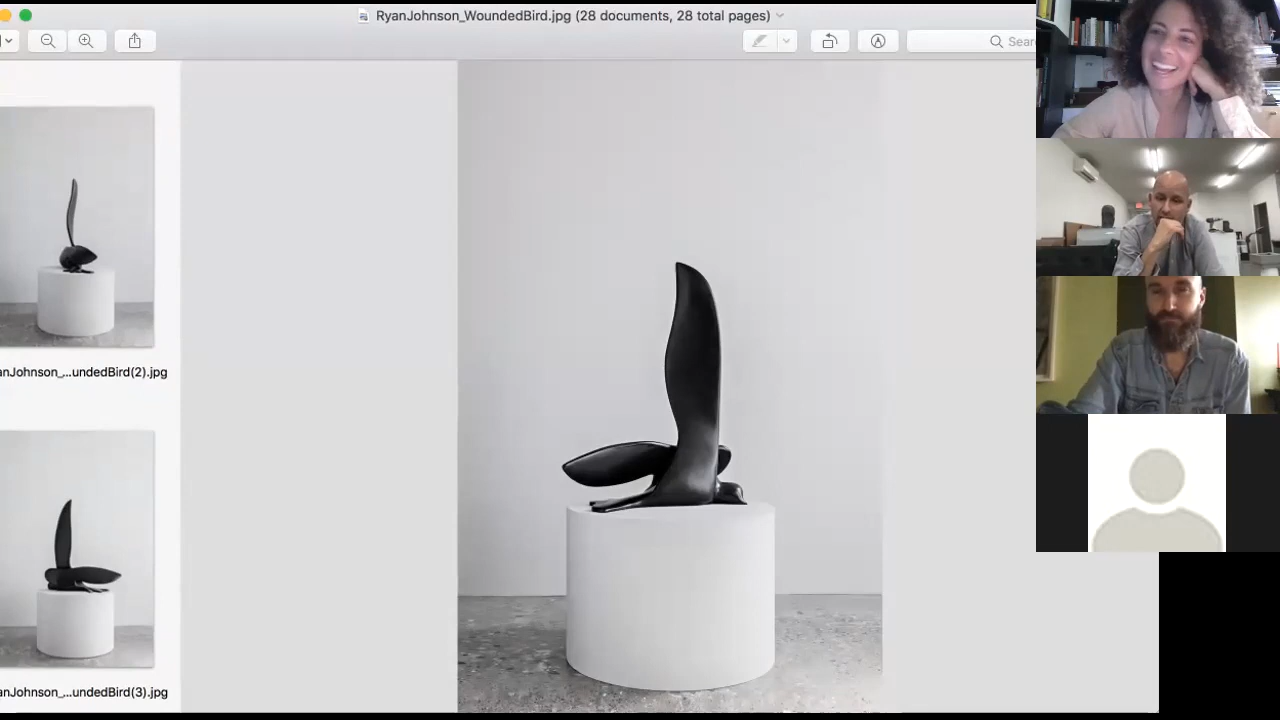 RyanJohnson_WoundedBird.jpg (28 documents, 28 total pages)
Sear
anJohnson_...undedBird(2).jpg
anJohnson_...undedBird(3).jpg